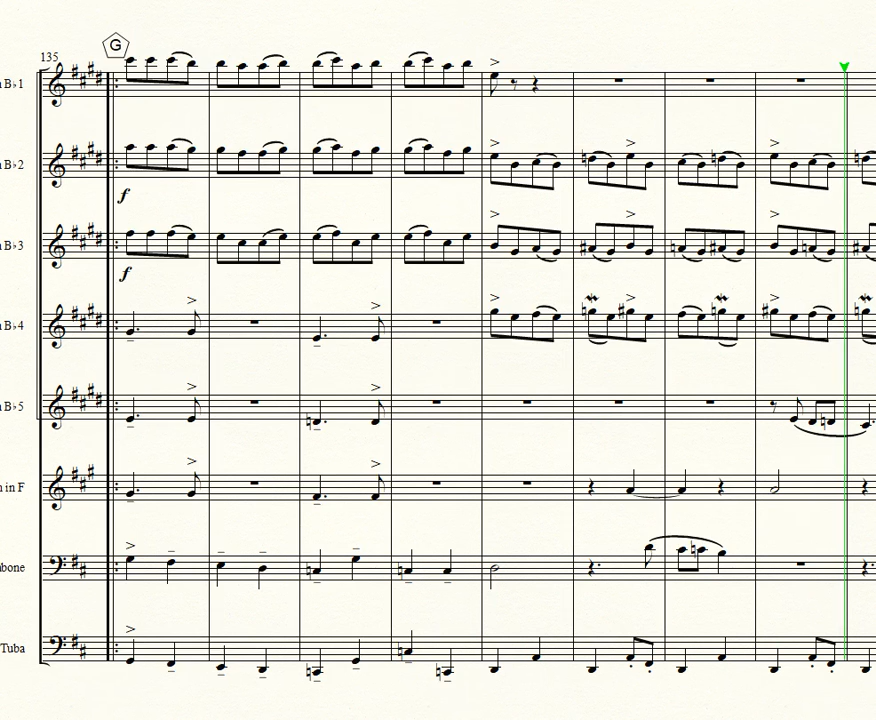 G
135
B♭1
B♭2
f
B♭3
f
B♭4
B♭5
in F
bone
Tuba